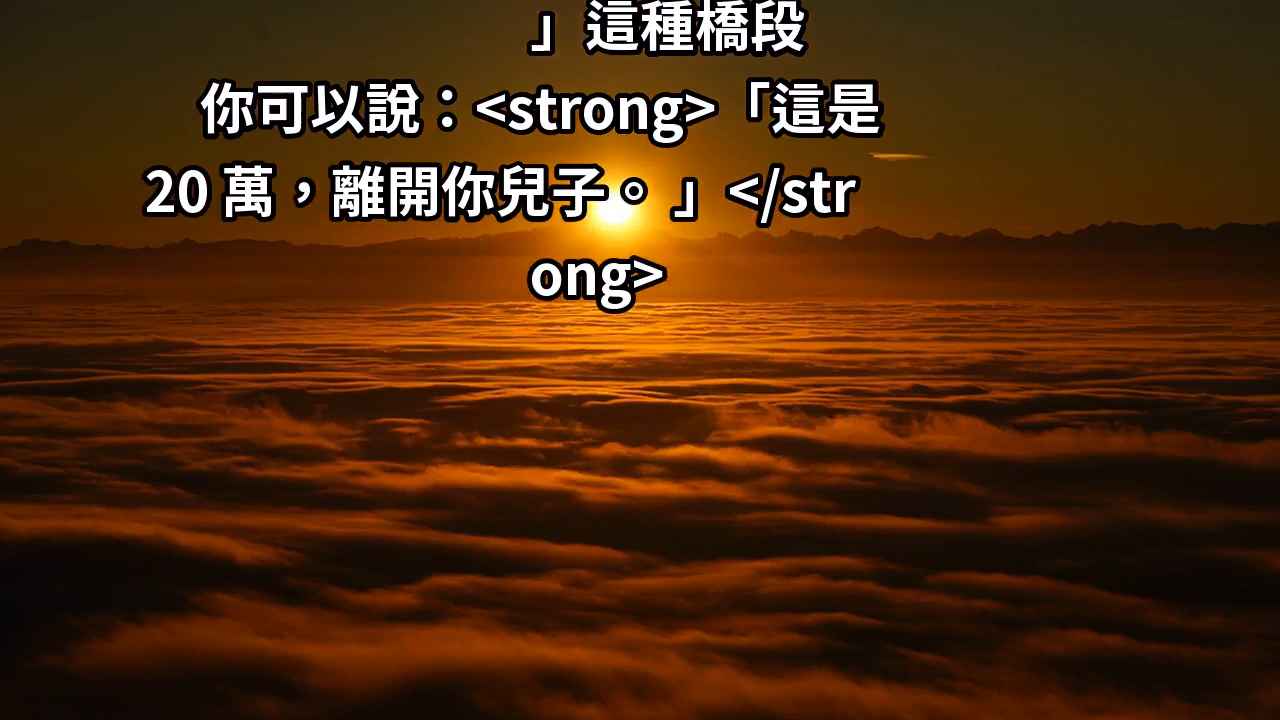 」這種橋段
你可以說：<strong>「這是
20 萬，離開你兒子。 」</str
ong>